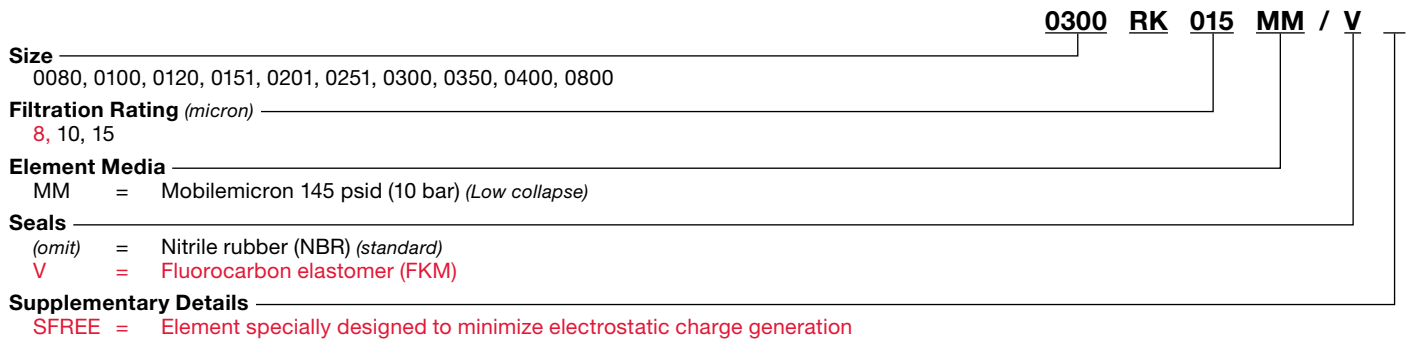 0300 RK 015 MM / V
Size
0080, 0100, 0120, 0151, 0201, 0251, 0300, 0350, 0400, 0800
Filtration Rating (micron)
8, 10, 15
Element Media
MM = Mobilemicron 145 psid (10 bar) (Low collapse)
Seals
(omit) = Nitrile rubber (NBR) (standard)
V = Fluorocarbon elastomer (FKM)
Supplementary Details
SFREE = Element specially designed to minimize electrostatic charge generation